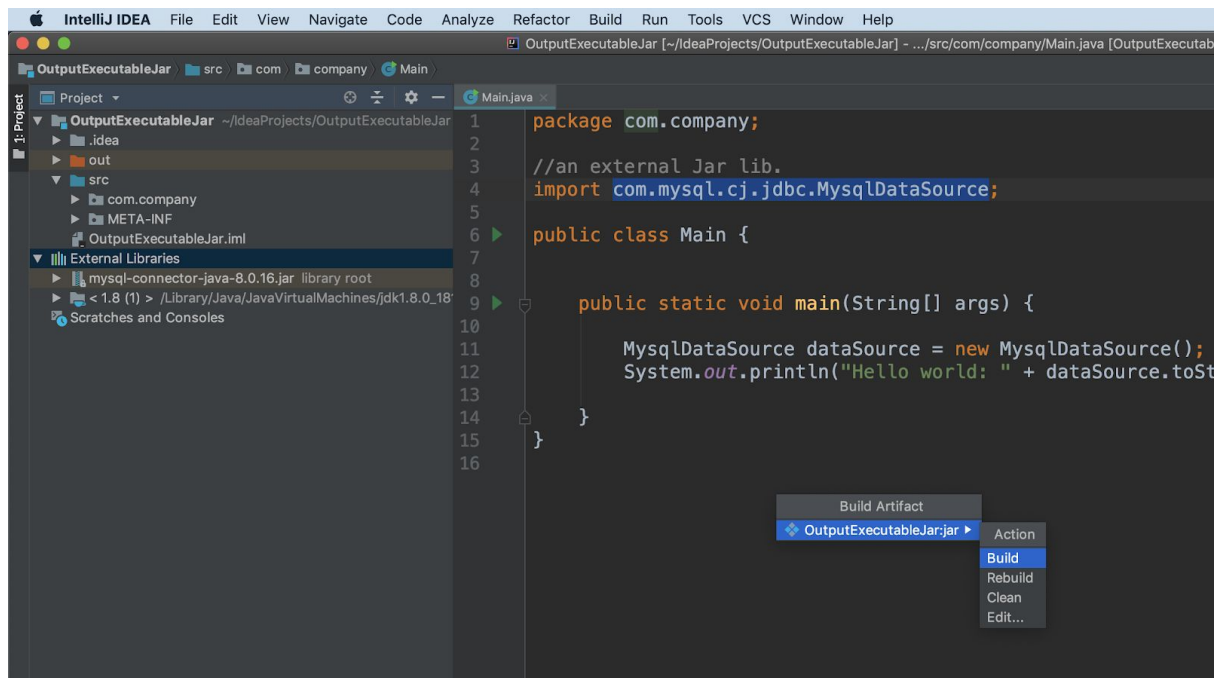 IntelliJ IDEA File Edit View Navigate Code Analyze Refactor Build Run Tools VCS Window Help
OutputExecutableJar [~/IdeaProjects/OutputExecutableJar] - .../src/com/company/Main.java [OutputExecutab
OutputExecutableJar src com company Main
1: Project
Project
OutputExecutableJar ~/IdeaProjects/OutputExecutableJar
.idea
out
src
com.company
META-INF
OutputExecutableJar.iml
External Libraries
mysql-connector-java-8.0.16.jar library root
< 1.8 (1) > /Library/Java/JavaVirtualMachines/jdk1.8.0_18
Scratches and Consoles
Main.java
1 package com.company;
2
3 //an external Jar lib.
4 import com.mysql.cj.jdbc.MysqlDataSource;
5
6 public class Main {
7
8
9 public static void main(String[] args) {
10
11 MysqlDataSource dataSource = new MysqlDataSource();
12 System.out.println("Hello world: " + dataSource.toSt
13
14 }
15 }
16
Build Artifact
OutputExecutableJar:jar
Action
Build
Rebuild
Clean
Edit...